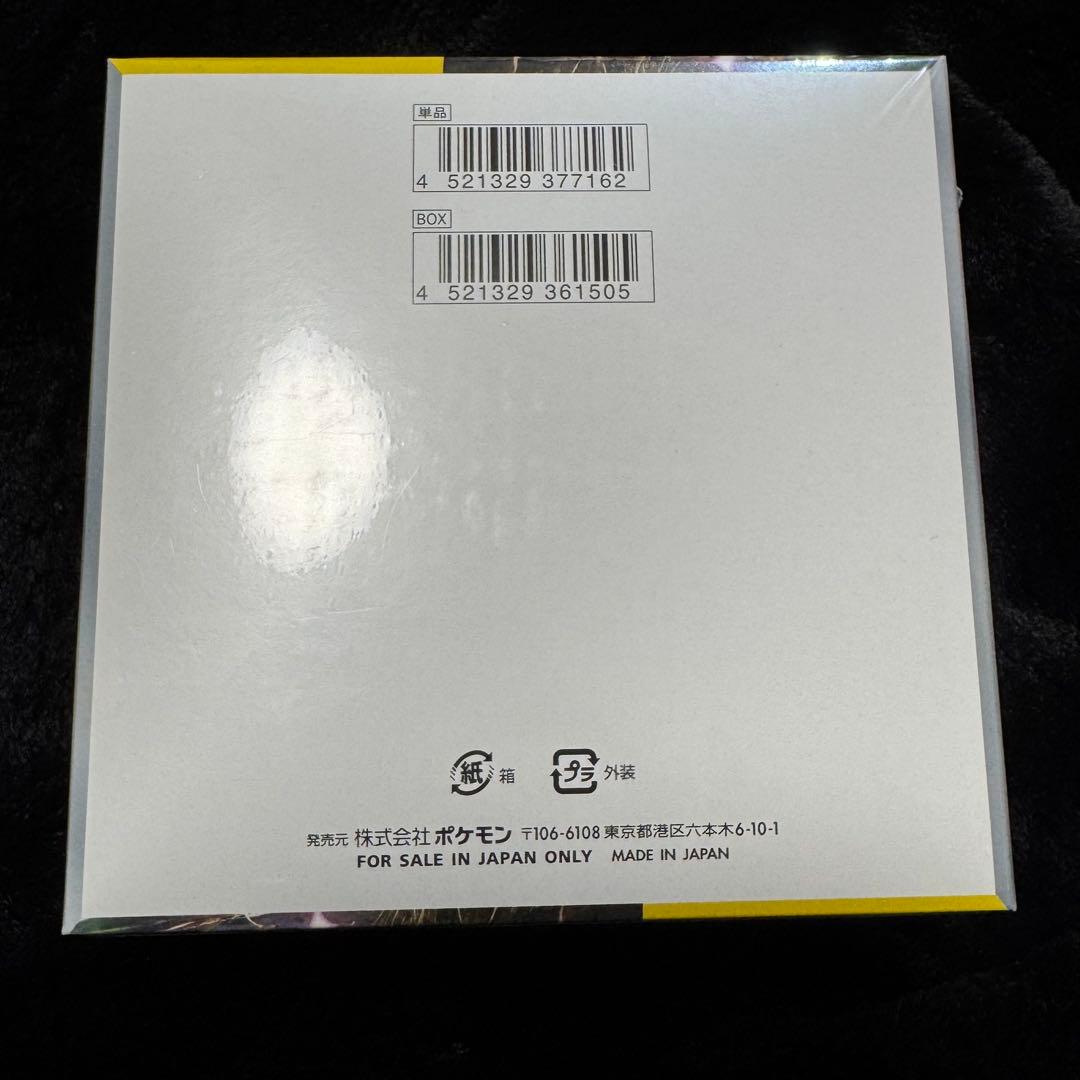 単品
4 521329 377162
BOX
4 521329 361505
紙 箱 プラ 外装
発売元 株式会社 ポケモン 〒106-6108 東京都港区六本木6-10-1
FOR SALE IN JAPAN ONLY MADE IN JAPAN